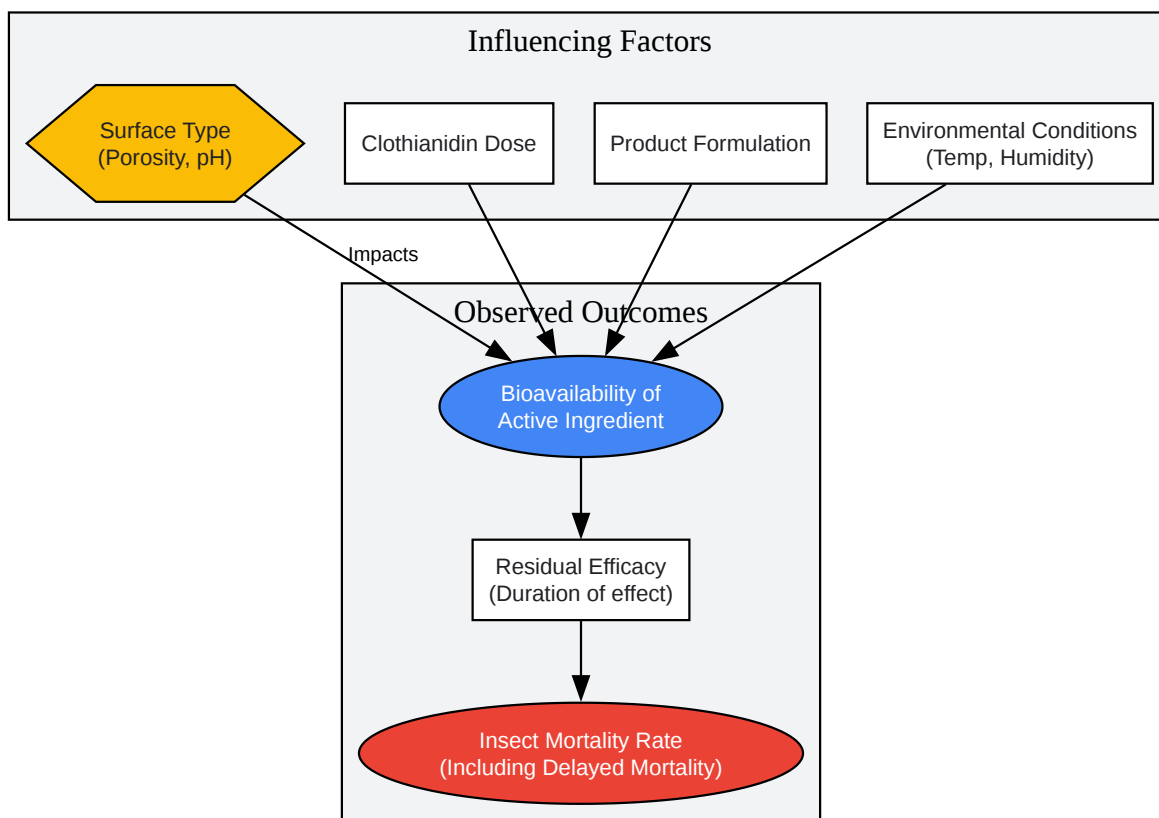 Influencing Factors
Surface Type
(Porosity, pH)
Clothianidin Dose
Product Formulation
Environmental Conditions
(Temp, Humidity)
Impacts
Observed Outcomes
Bioavailability of
Active Ingredient
Residual Efficacy
(Duration of effect)
Insect Mortality Rate
(Including Delayed Mortality)